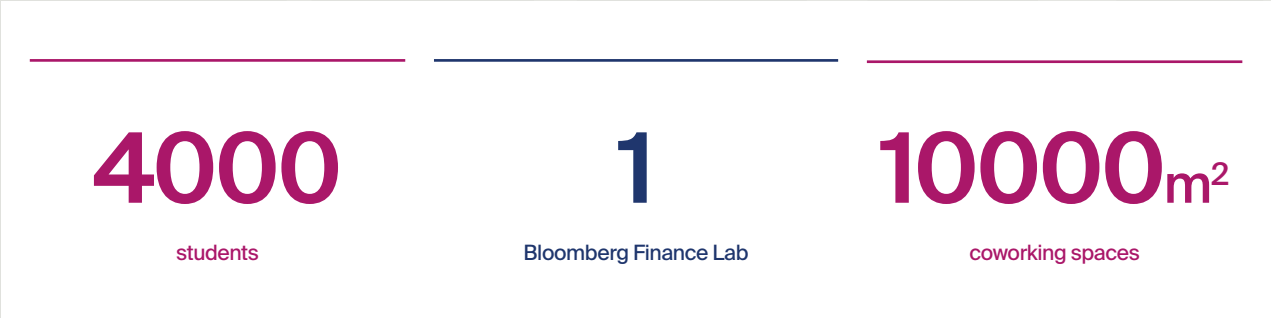 4000
students
1
Bloomberg Finance Lab
10000m²
coworking spaces